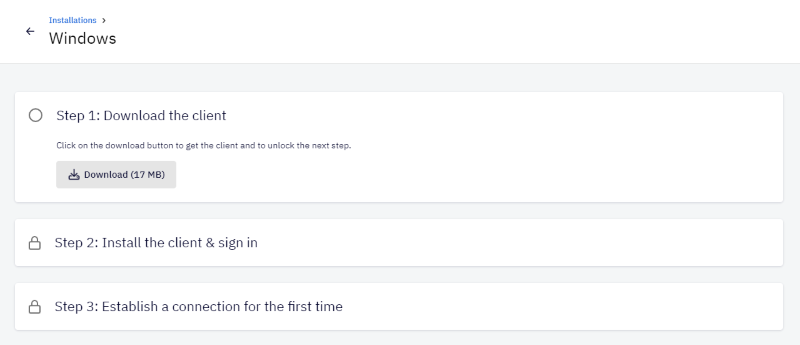 Installations
Windows
Step 1: Download the client
Click on the download button to get the client and to unlock the next step.
Download (17 MB)
Step 2: Install the client & sign in
Step 3: Establish a connection for the first time